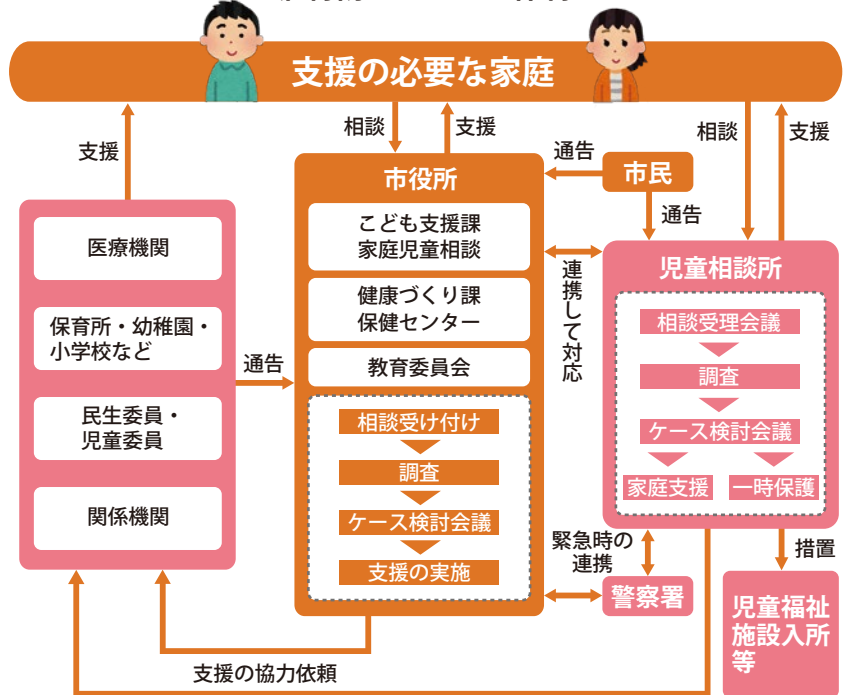 支援の必要な家庭
支援
相談
支援
相談
支援
通告
市民
通告
医療機関
保育所・幼稚園・
小学校など
民生委員・
児童委員
関係機関
通告
市役所
こども支援課
家庭児童相談
健康づくり課
保健センター
教育委員会
相談受け付け
調査
ケース検討会議
支援の実施
連携して対応
児童相談所
相談受理会議
調査
ケース検討会議
家庭支援
一時保護
緊急時の
連携
警察署
措置
児童福祉
施設入所
等
支援の協力依頼